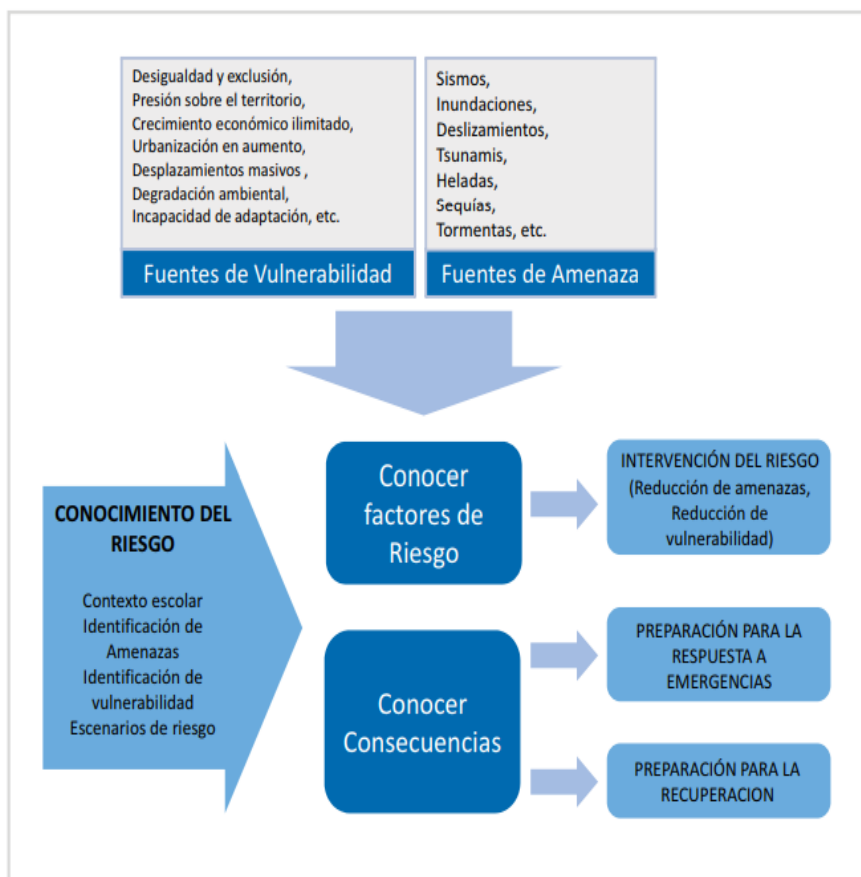 Desigualdad y exclusión,
Presión sobre el territorio,
Crecimiento económico ilimitado,
Urbanización en aumento,
Desplazamientos masivos ,
Degradación ambiental,
Incapacidad de adaptación, etc.
Fuentes de Vulnerabilidad
Sismos,
Inundaciones,
Deslizamientos,
Tsunamis,
Heladas,
Sequías,
Tormentas, etc.
Fuentes de Amenaza
CONOCIMIENTO DEL
RIESGO
Contexto escolar
Identificación de
Amenazas
Identificación de
vulnerabilidad
Escenarios de riesgo
Conocer
factores de
Riesgo
INTERVENCIÓN DEL RIESGO
(Reducción de amenazas,
Reducción de
vulnerabilidad)
Conocer
Consecuencias
PREPARACIÓN PARA LA
RESPUESTA A
EMERGENCIAS
PREPARACIÓN PARA LA
RECUPERACION